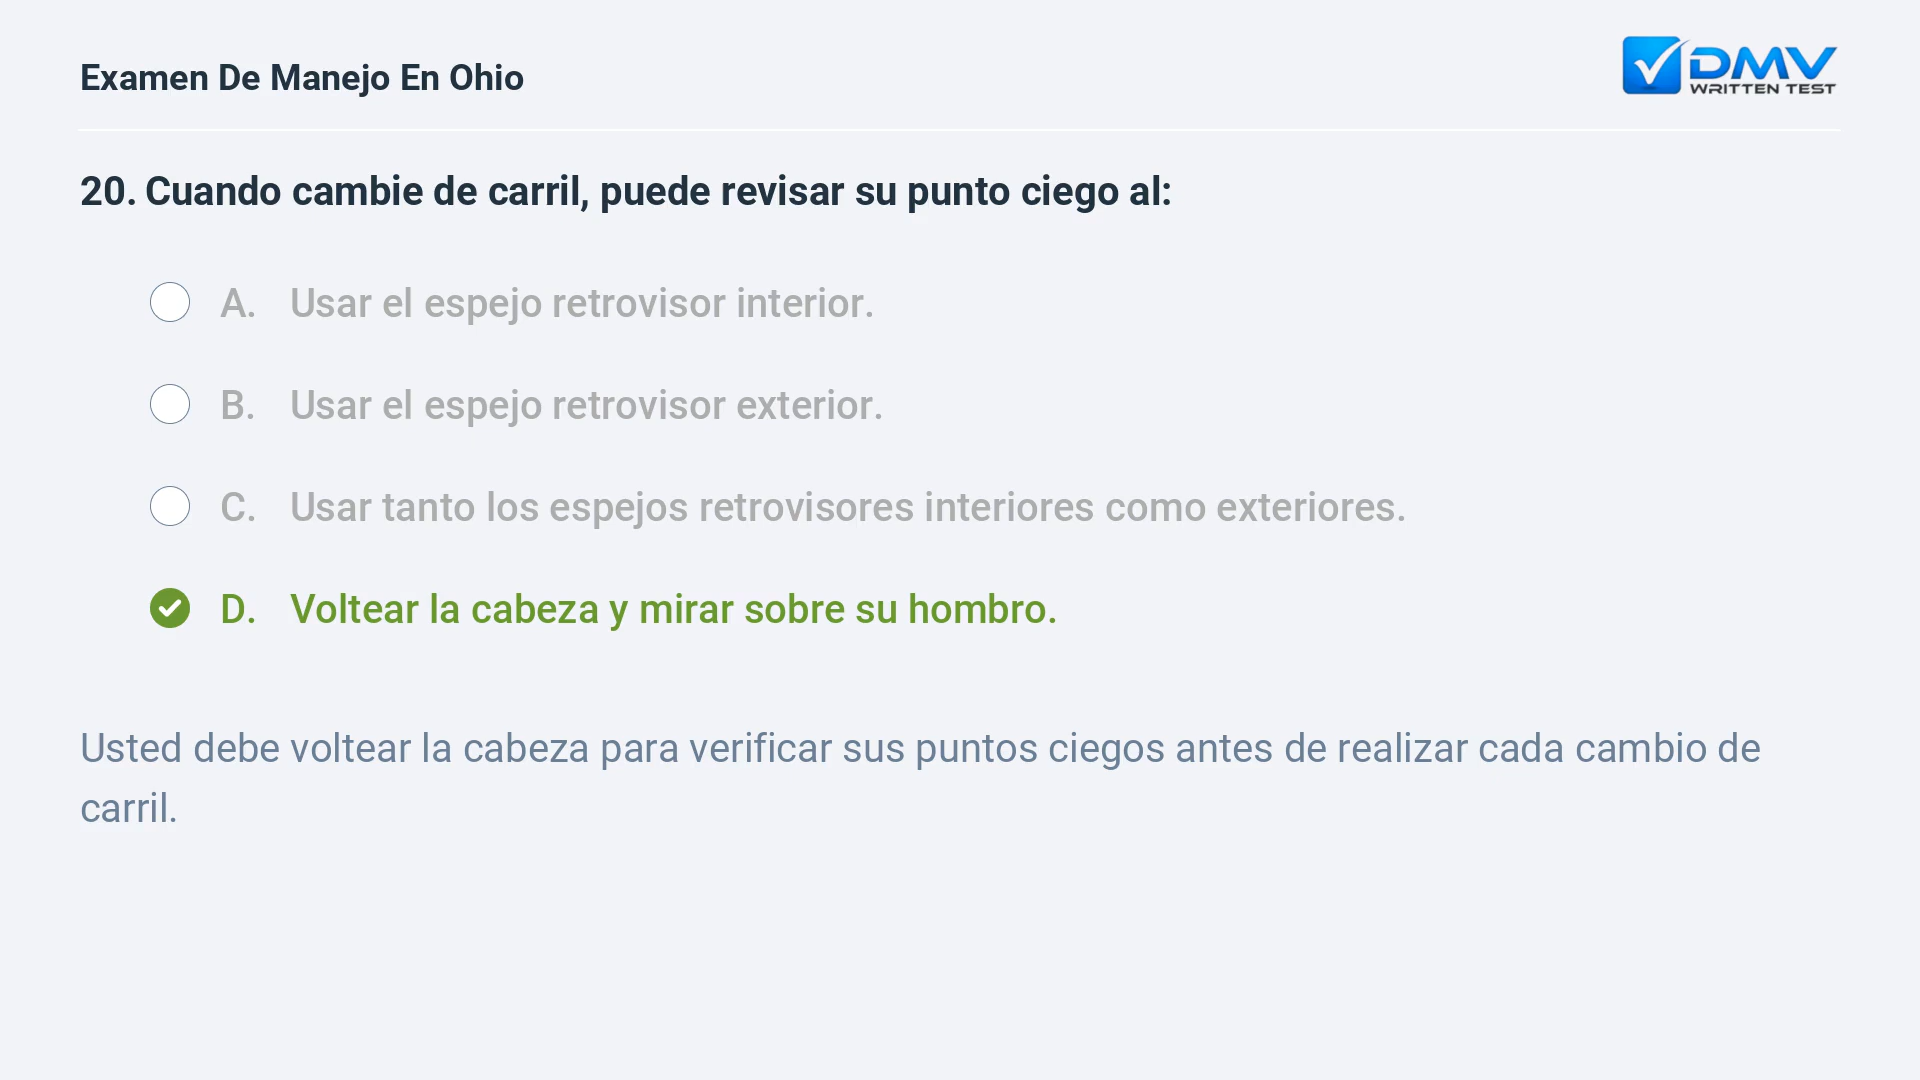 Examen De Manejo En Ohio
DMV
WRITTEN TEST
20. Cuando cambie de carril, puede revisar su punto ciego al:
A. Usar el espejo retrovisor interior.
B. Usar el espejo retrovisor exterior.
C. Usar tanto los espejos retrovisores interiores como exteriores.
D. Voltear la cabeza y mirar sobre su hombro.
Usted debe voltear la cabeza para verificar sus puntos ciegos antes de realizar cada cambio de
carril.